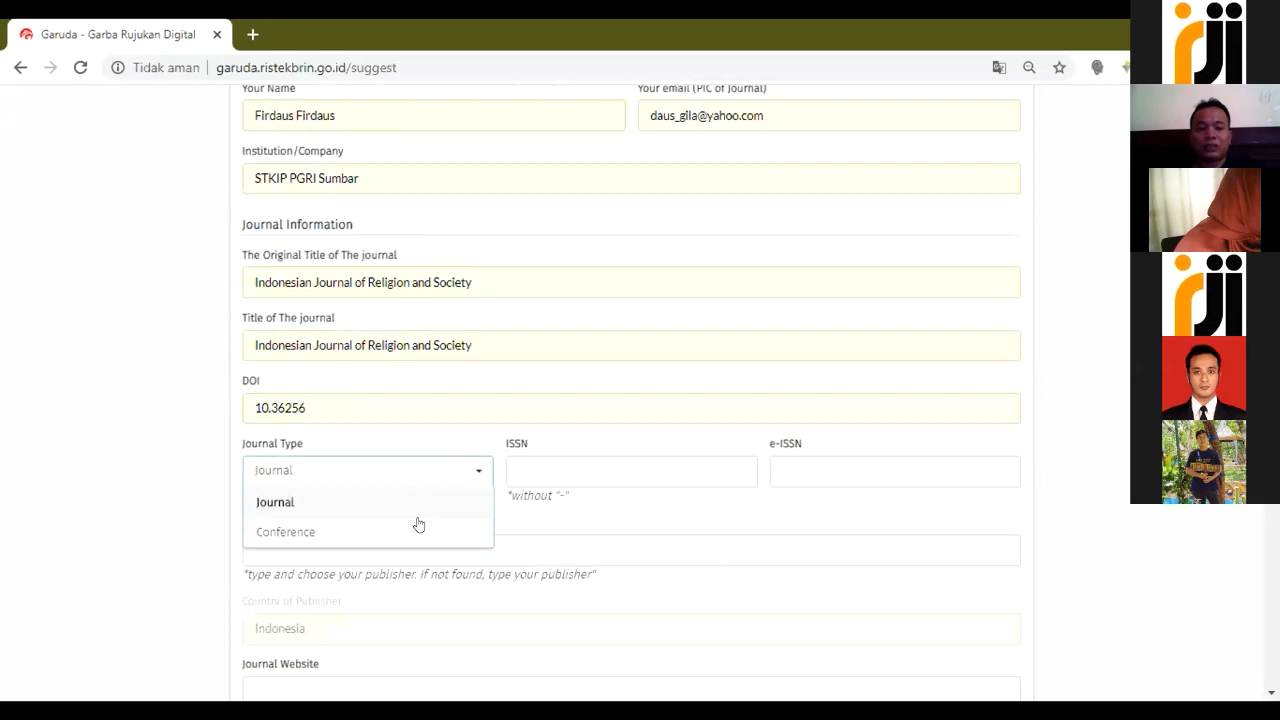 Garuda - Garba Rujukan Digital
Tidak aman
garuda.ristekbrin.go.id/suggest
Your Name
Your email (PIC of Journal)
Firdaus Firdaus
daus_gila@yahoo.com
Institution/Company
STKIP PGRI Sumbar
Journal Information
The Original Title of The journal
Indonesian Journal of Religion and Society
Title of The journal
Indonesian Journal of Religion and Society
DOI
10.36256
Journal Type
ISSN
e-ISSN
Journal
*without "-"
Journal
Conference
*type and choose your publisher. If not found, type your publisher"
Country of Publisher
Indonesia
Journal Website
rji
rji